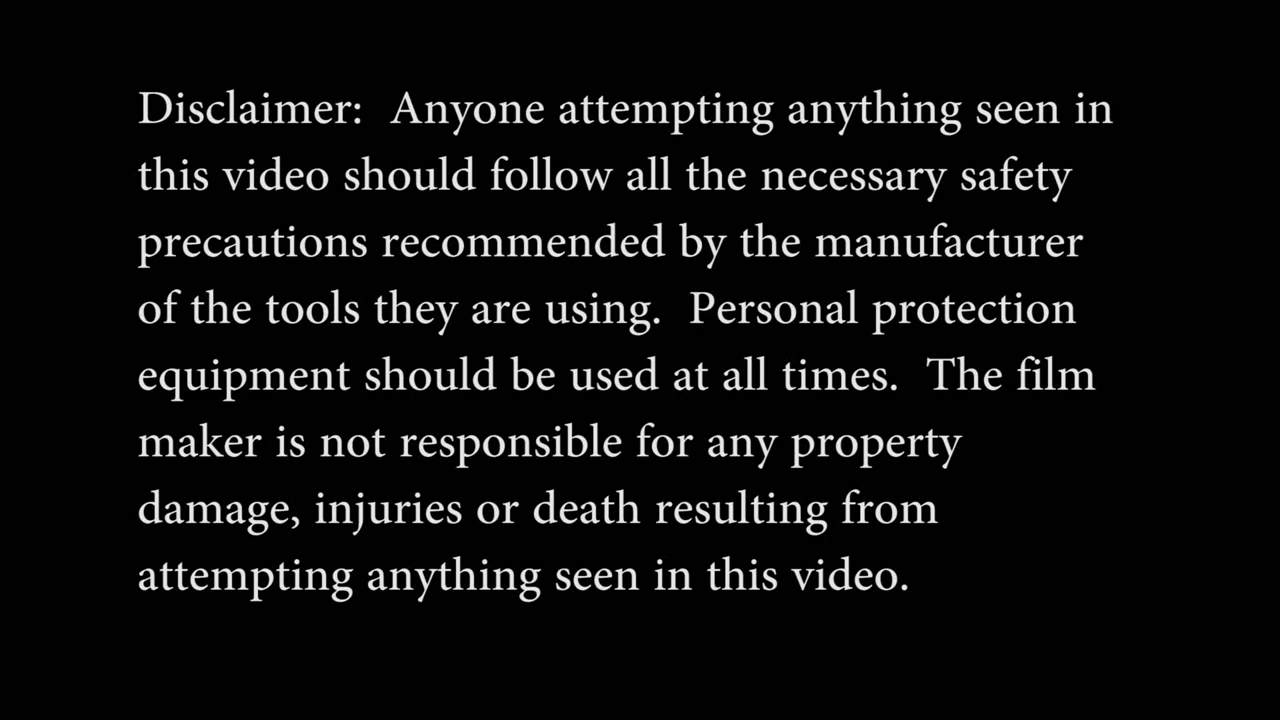 Disclaimer:  Anyone attempting anything seen in
this video should follow all the necessary safety
precautions recommended by the manufacturer
of the tools they are using.  Personal protection
equipment should be used at all times.  The film
maker is not responsible for any property
damage, injuries or death resulting from
attempting anything seen in this video.